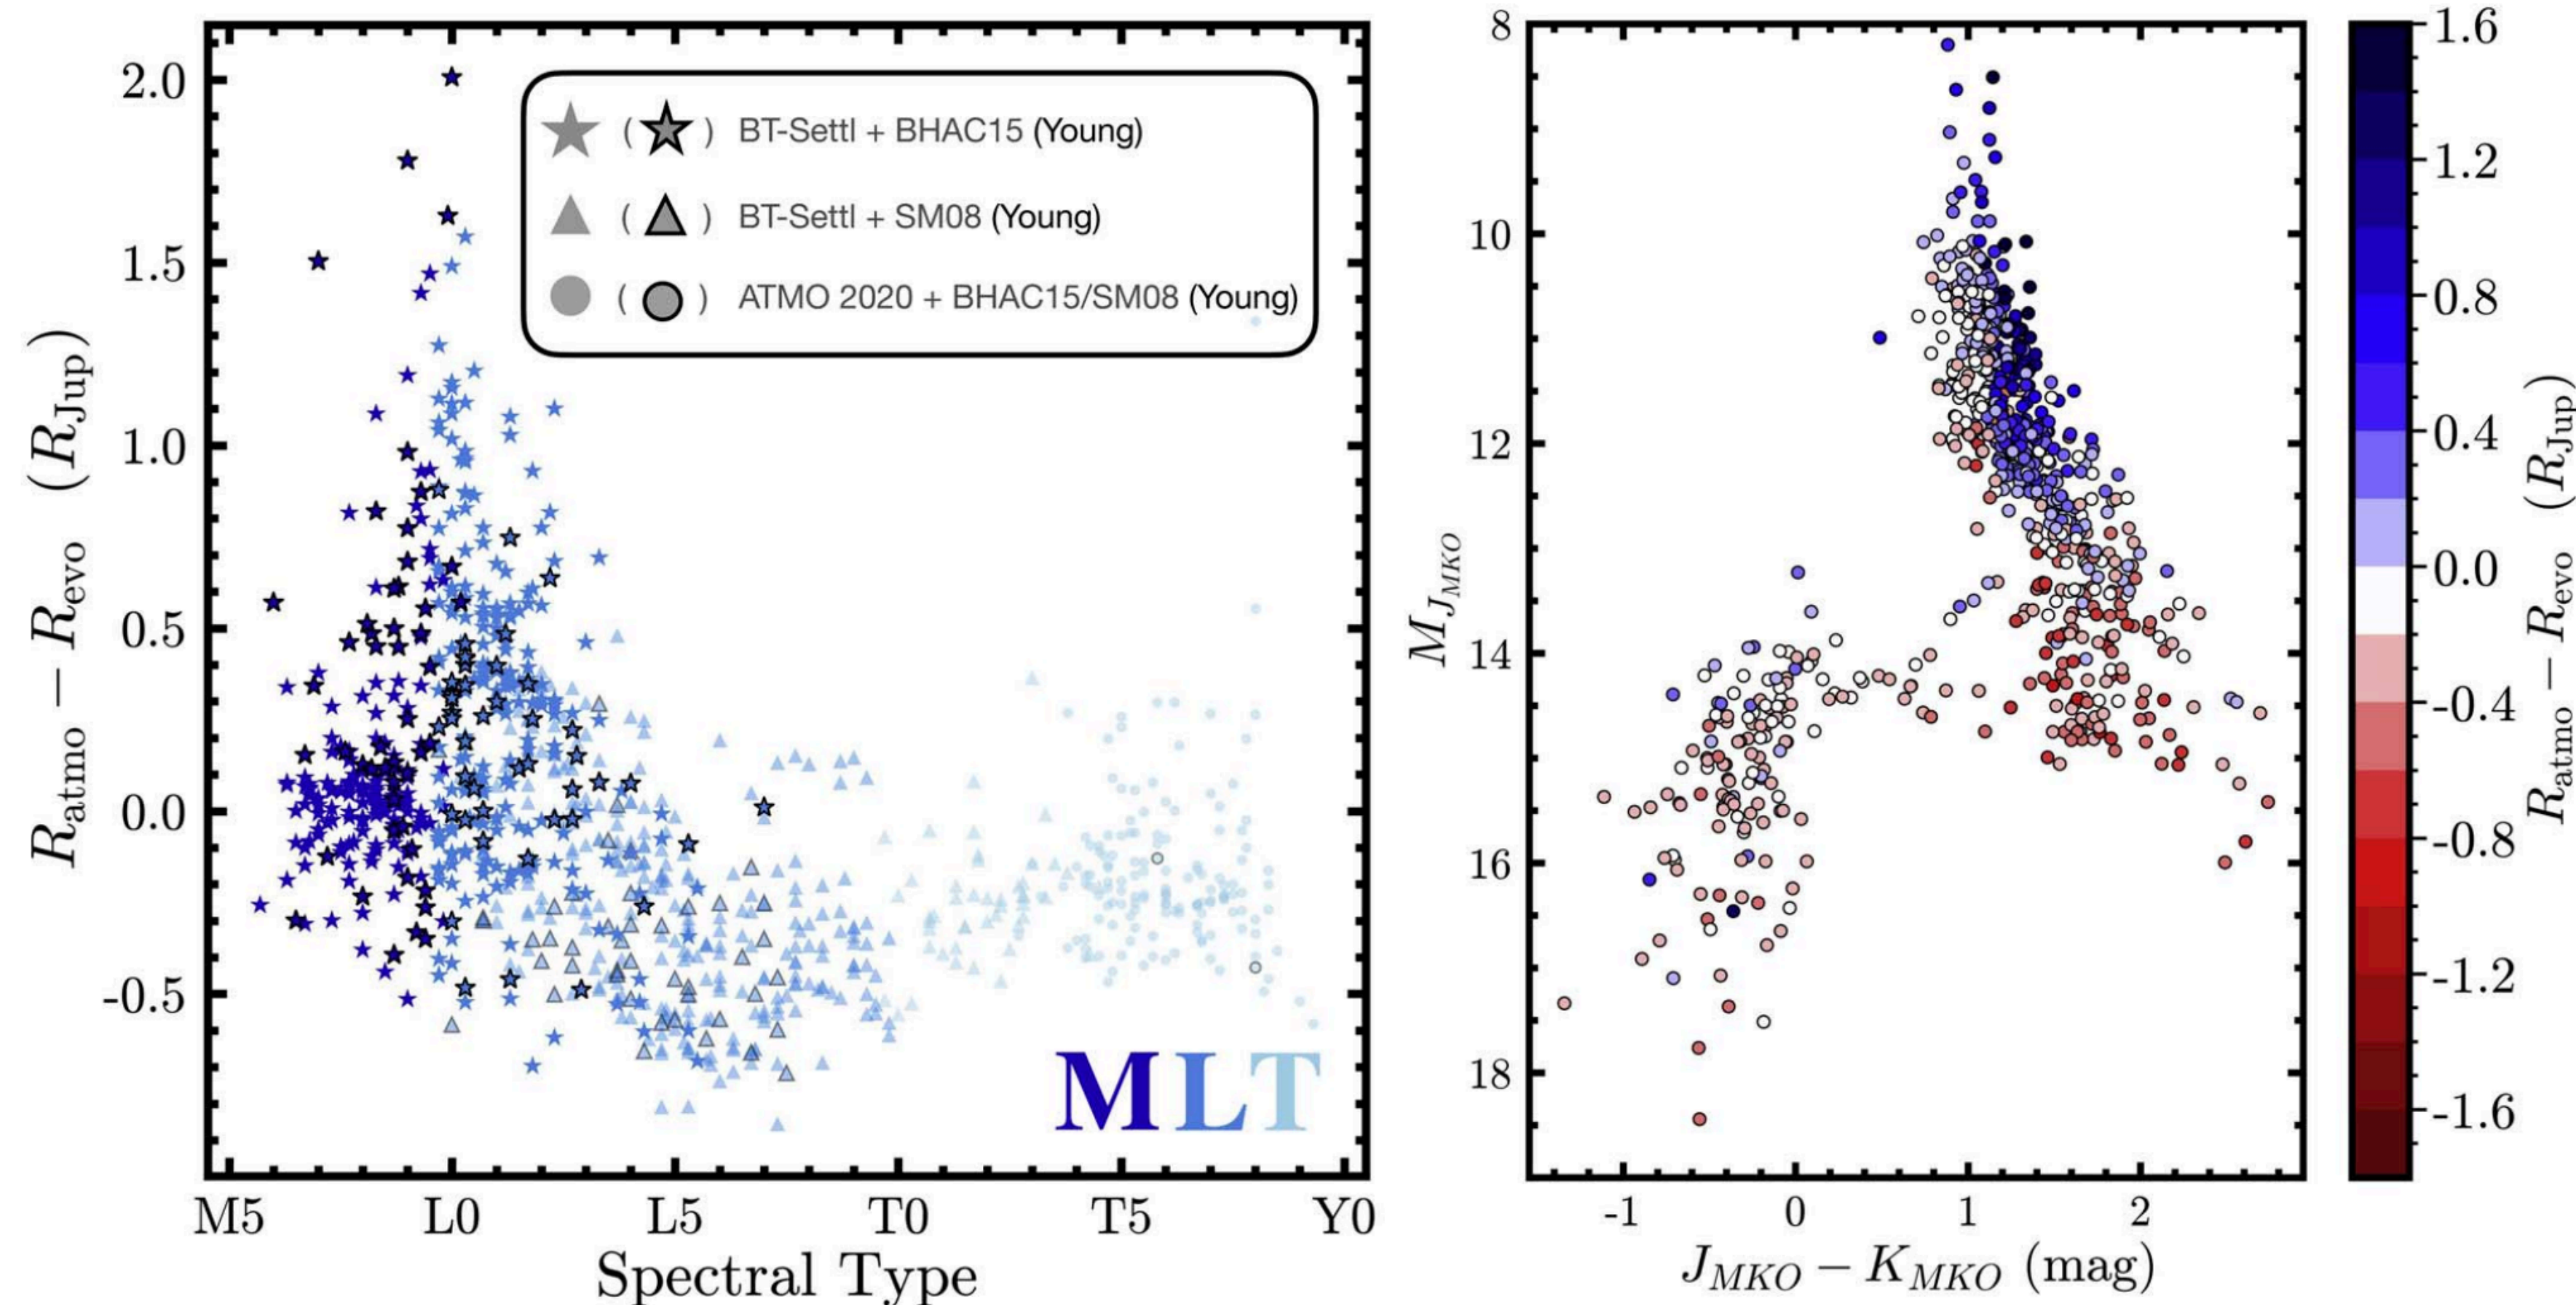 2.0
1.5
1.0
0.5
0.0
-0.5
R_atmo − R_evo (R_Jup)
( ) BT-Settl + BHAC15 (Young)
( ) BT-Settl + SM08 (Young)
( ) ATMO 2020 + BHAC15/SM08 (Young)
M L T
M5 L0 L5 T0 T5 Y0
Spectral Type
8
10
12
14
16
18
M_J_MKO
-1 0 1 2
J_MKO − K_MKO (mag)
1.6
1.2
0.8
0.4
0.0
-0.4
-0.8
-1.2
-1.6
R_atmo − R_evo (R_Jup)